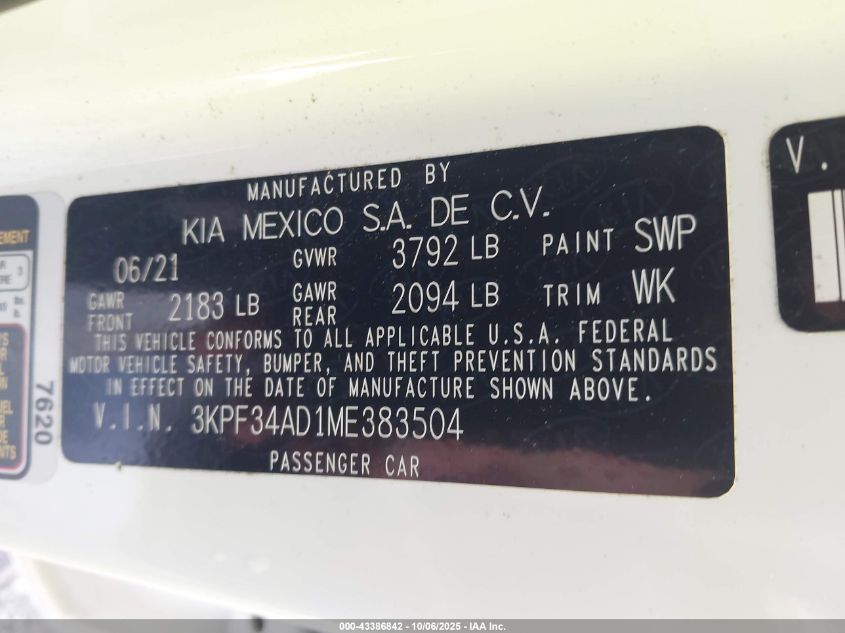 MANUFACTURED BY
KIA MEXICO S.A. DE C.V.
06/21 GVWR 3792 LB PAINT SWP
GAWR FRONT 2183 LB GAWR REAR 2094 LB TRIM WK
THIS VEHICLE CONFORMS TO ALL APPLICABLE U.S.A. FEDERAL
MOTOR VEHICLE SAFETY, BUMPER, AND THEFT PREVENTION STANDARDS
IN EFFECT ON THE DATE OF MANUFACTURE SHOWN ABOVE.
V.I.N. 3KPF34AD1ME383504
PASSENGER CAR
7620
V.
000-43386842 - 10/06/2025 - IAA Inc.